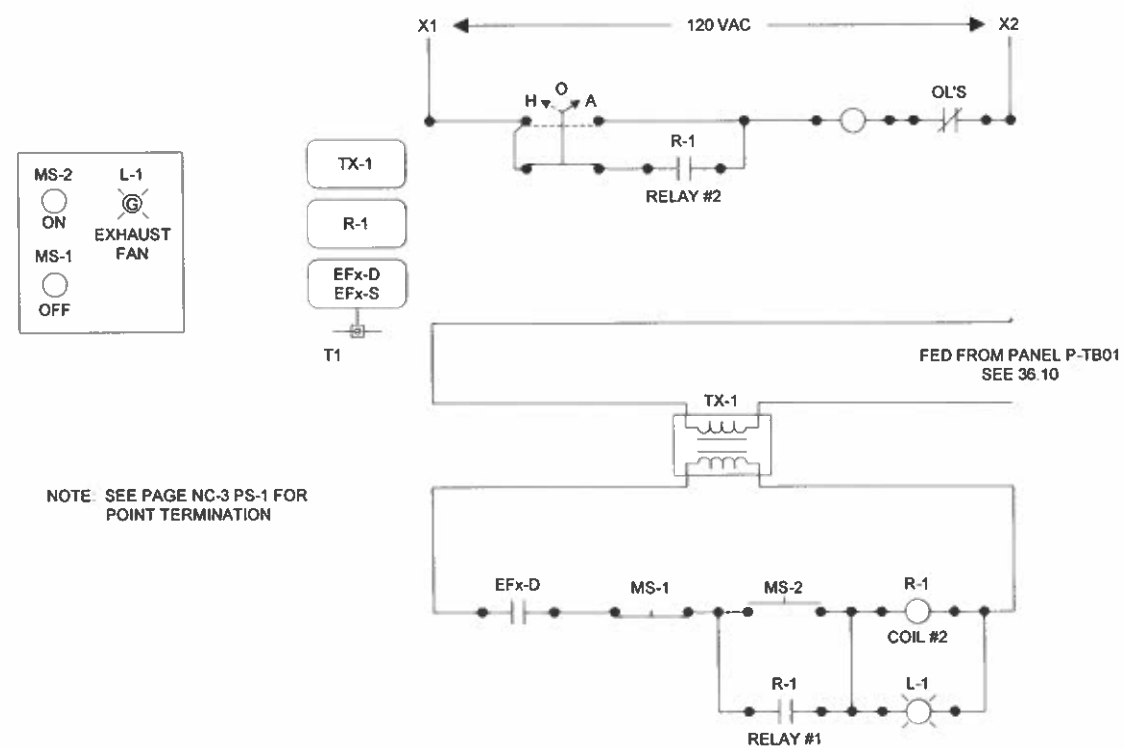 X1
120 VAC
X2
H
O
A
OL'S
R-1
RELAY #2
MS-2
ON
L-1
G
EXHAUST
FAN
MS-1
OFF
TX-1
R-1
EFx-D
EFx-S
T1
FED FROM PANEL P-TB01
SEE 36.10
TX-1
NOTE: SEE PAGE NC-3 PS-1 FOR
POINT TERMINATION
EFx-D
MS-1
MS-2
R-1
COIL #2
R-1
RELAY #1
L-1